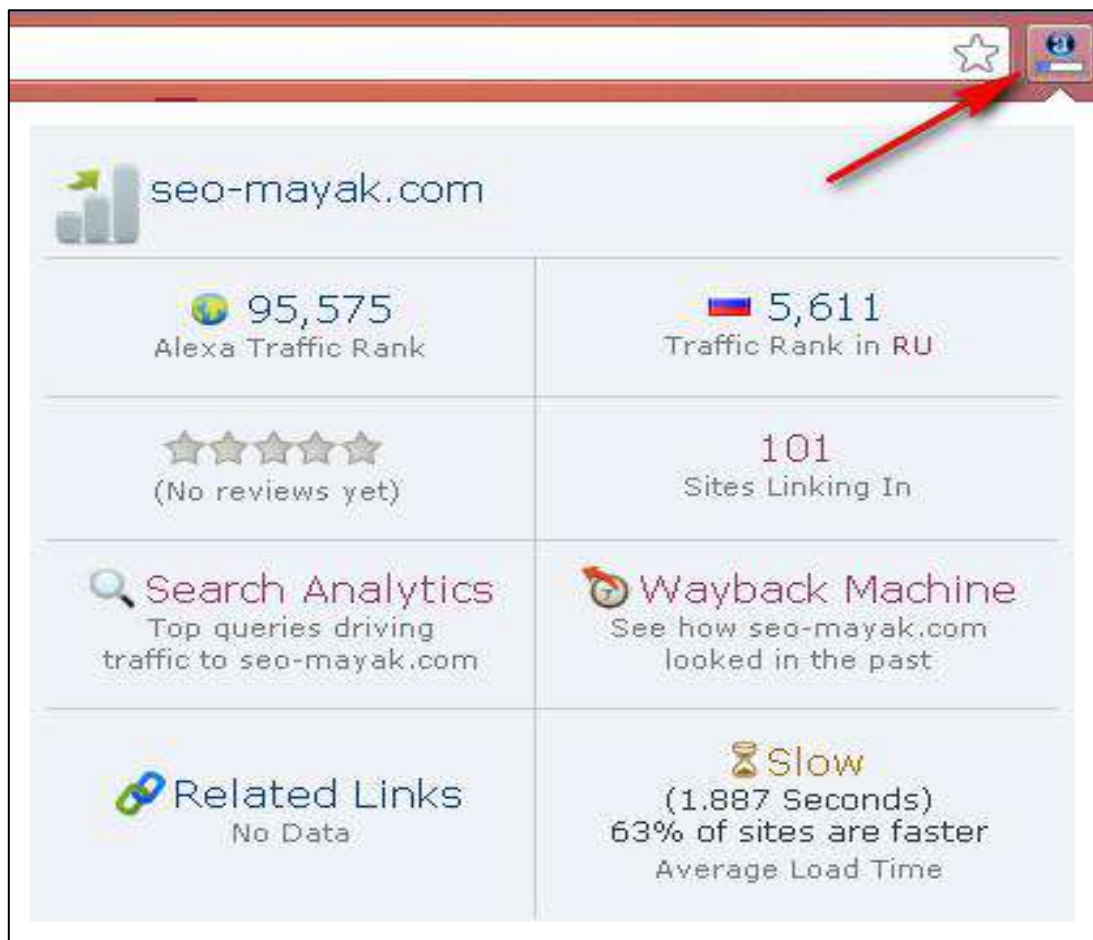 a
seo-mayak.com
95,575
Alexa Traffic Rank
5,611
Traffic Rank in RU
(No reviews yet)
101
Sites Linking In
Search Analytics
Top queries driving
traffic to seo-mayak.com
Wayback Machine
See how seo-mayak.com
looked in the past
Related Links
No Data
Slow
(1.887 Seconds)
63% of sites are faster
Average Load Time